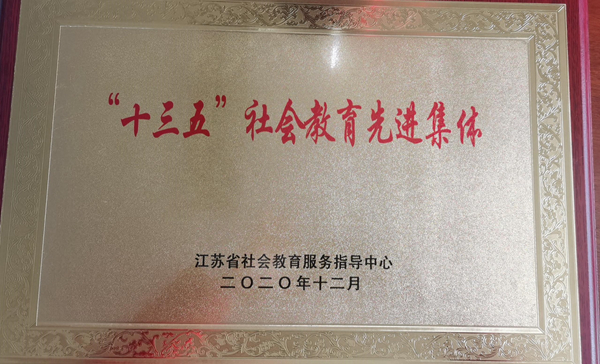 “十三五”社会教育先进集体
江苏省社会教育服务指导中心
二〇二〇年十二月